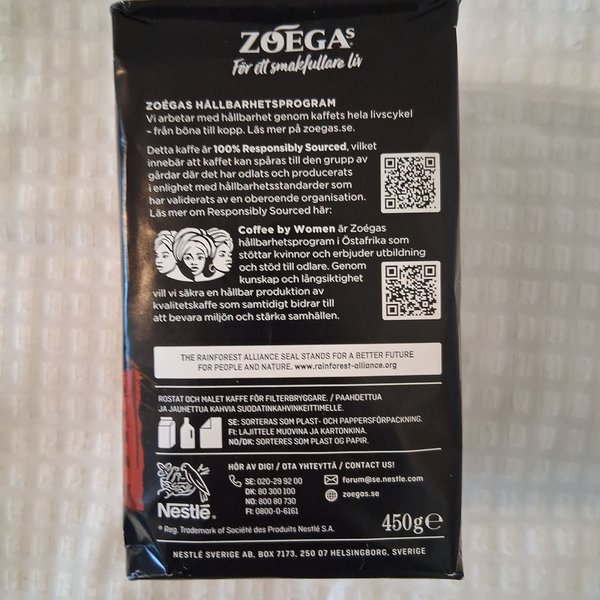 ZOÉGAS
För ett smakfullare liv
ZOÉGAS HÅLLBARHETSPROGRAM
Vi arbetar med hållbarhet genom kaffets hela livscykel
– från böna till kopp. Läs mer på zoegas.se.
Detta kaffe är 100% Responsibly Sourced, vilket
innebär att kaffet kan spåras till den grupp av
gårdar där det har odlats och producerats
i enlighet med hållbarhetsstandarder som
har validerats av en oberoende organisation.
Läs mer om Responsibly Sourced här:
Coffee by Women är Zoégas
hållbarhetsprogram i Östafrika som
stöttar kvinnor och erbjuder utbildning
och stöd till odlare. Genom
kunskap och långsiktighet
vill vi säkra en hållbar produktion av
kvalitetskaffe som samtidigt bidrar till
att bevara miljön och stärka samhällen.
THE RAINFOREST ALLIANCE SEAL STANDS FOR A BETTER FUTURE
FOR PEOPLE AND NATURE. www.rainforest-alliance.org
ROSTAT OCH MALET KAFFE FÖR FILTERBRYGGARE. / PAAHDETTUA
JA JAUHETTUA KAHVIA SUODATINKAHVINKEITTIMELLE.
SE: SORTERAS SOM PLAST- OCH PAPPERSFÖRPACKNING.
FI: LAJITTELE MUOVINA JA KARTONKINA.
NO/DK: SORTERES SOM PLAST OG PAPIR.
HÖR AV DIG! / OTA YHTEYTTÄ / CONTACT US!
SE: 020-29 92 00
DK: 80 300 100
NO: 800 80 730
FI: 0800-0-6161
forum@se.nestle.com
zoegas.se
Nestlé®
® Reg. Trademark of Société des Produits Nestlé S.A.
450g℮
NESTLÉ SVERIGE AB, BOX 7173, 250 07 HELSINGBORG, SVERIGE